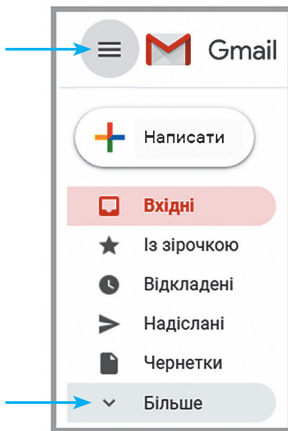 Gmail
Написати
Вхідні
Із зірочкою
Відкладені
Надіслані
Чернетки
Більше